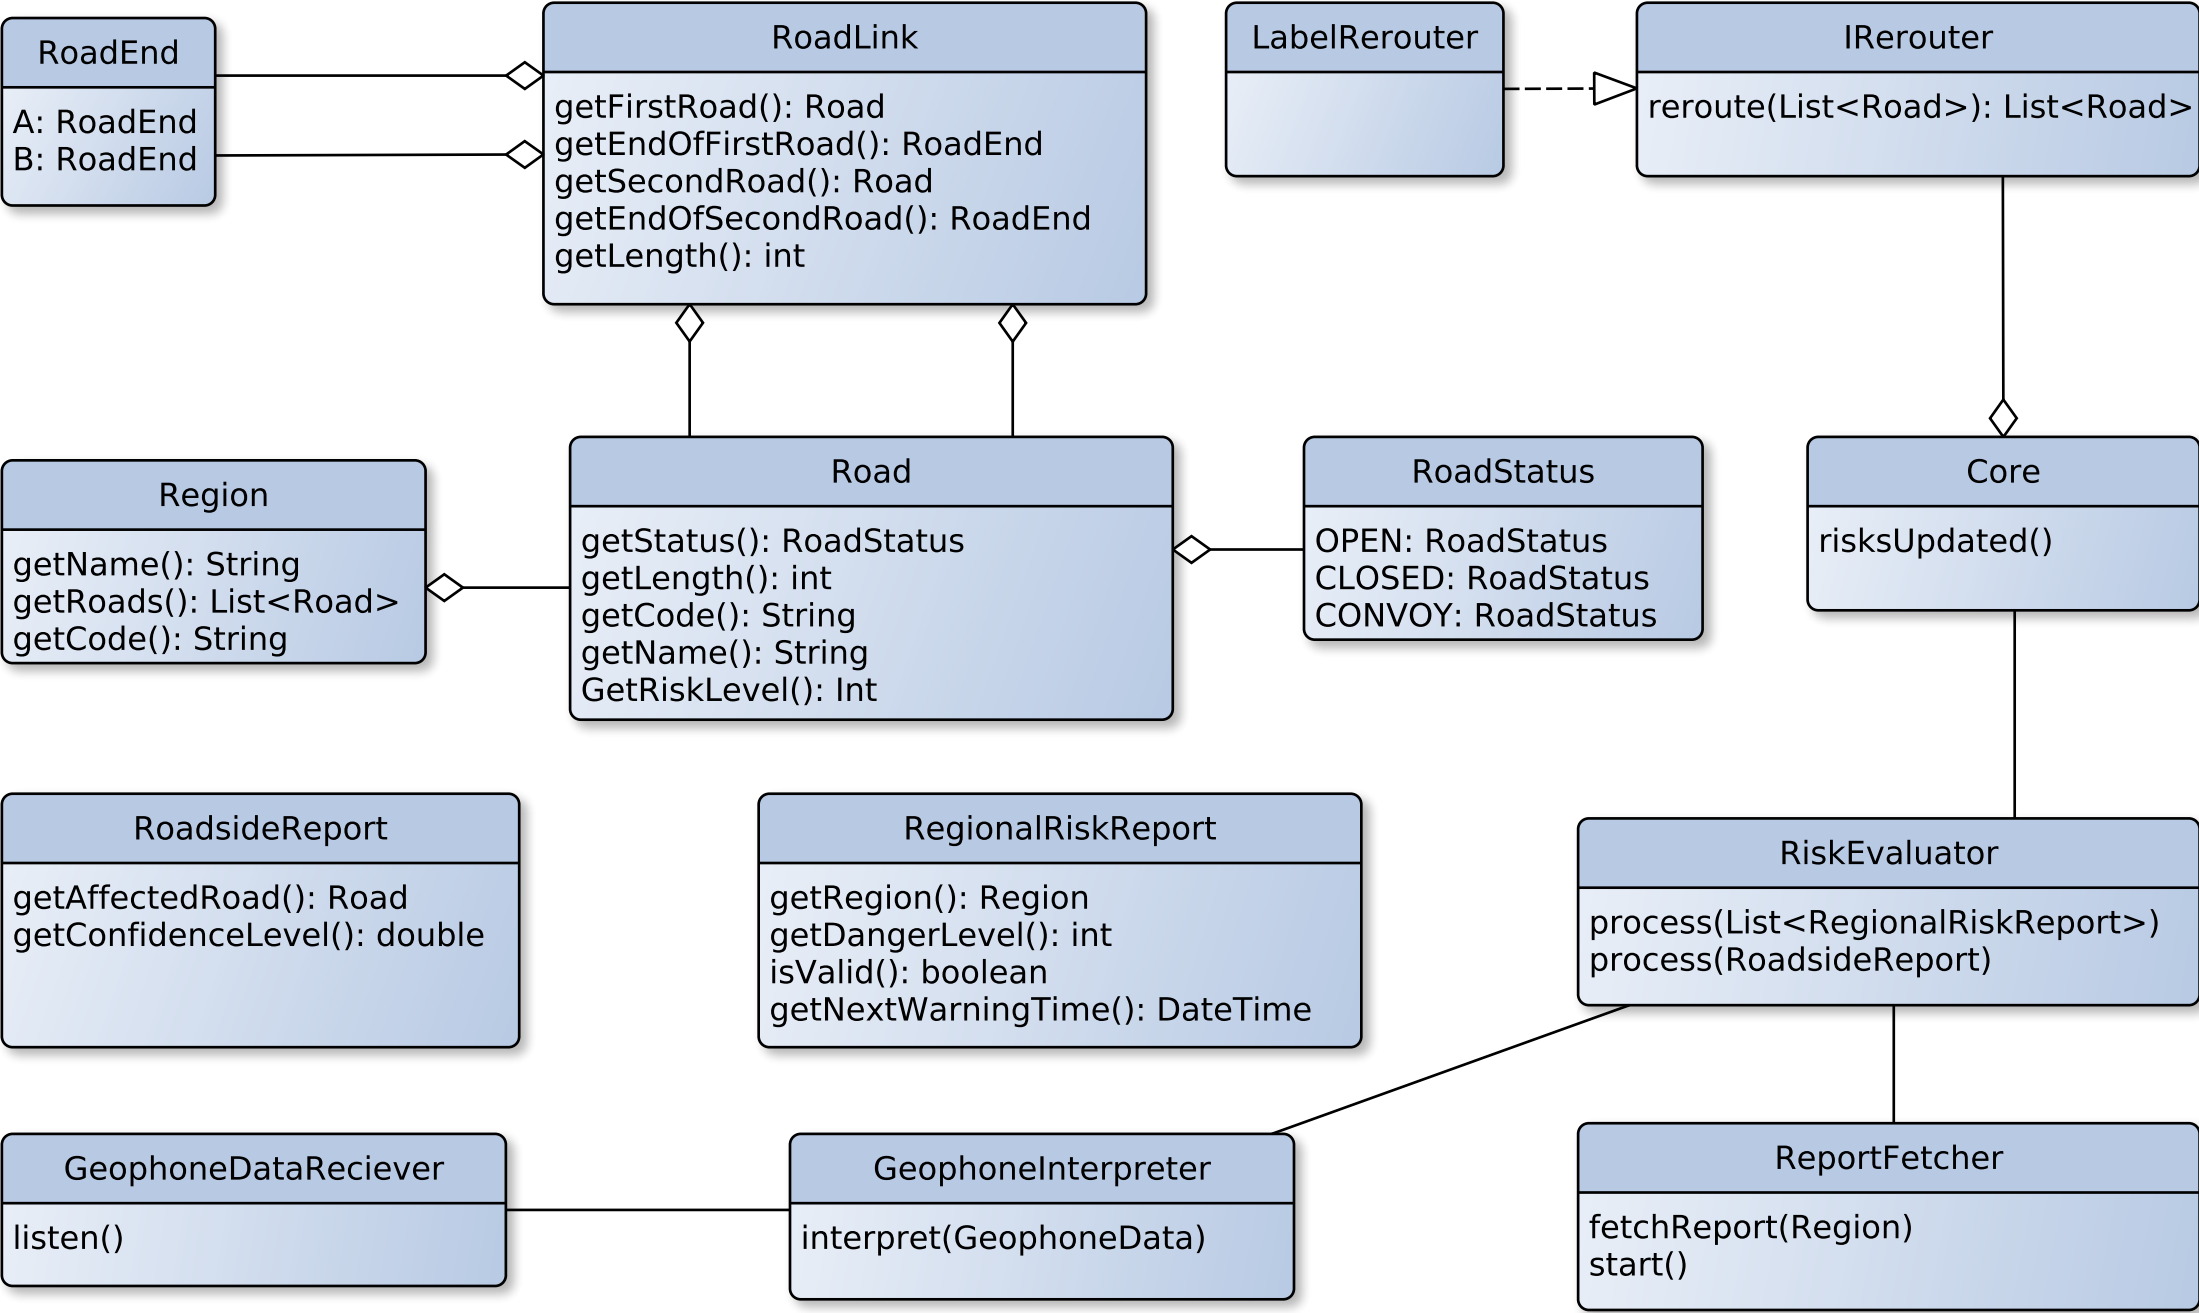 RoadEnd
A: RoadEnd
B: RoadEnd
RoadLink
getFirstRoad(): Road
getEndOfFirstRoad(): RoadEnd
getSecondRoad(): Road
getEndOfSecondRoad(): RoadEnd
getLength(): int
LabelRerouter
IRerouter
reroute(List<Road>): List<Road>
Region
getName(): String
getRoads(): List<Road>
getCode(): String
Road
getStatus(): RoadStatus
getLength(): int
getCode(): String
getName(): String
GetRiskLevel(): Int
RoadStatus
OPEN: RoadStatus
CLOSED: RoadStatus
CONVOY: RoadStatus
Core
risksUpdated()
RoadsideReport
getAffectedRoad(): Road
getConfidenceLevel(): double
RegionalRiskReport
getRegion(): Region
getDangerLevel(): int
isValid(): boolean
getNextWarningTime(): DateTime
RiskEvaluator
process(List<RegionalRiskReport>)
process(RoadsideReport)
GeophoneDataReciever
listen()
GeophoneInterpreter
interpret(GeophoneData)
ReportFetcher
fetchReport(Region)
start()